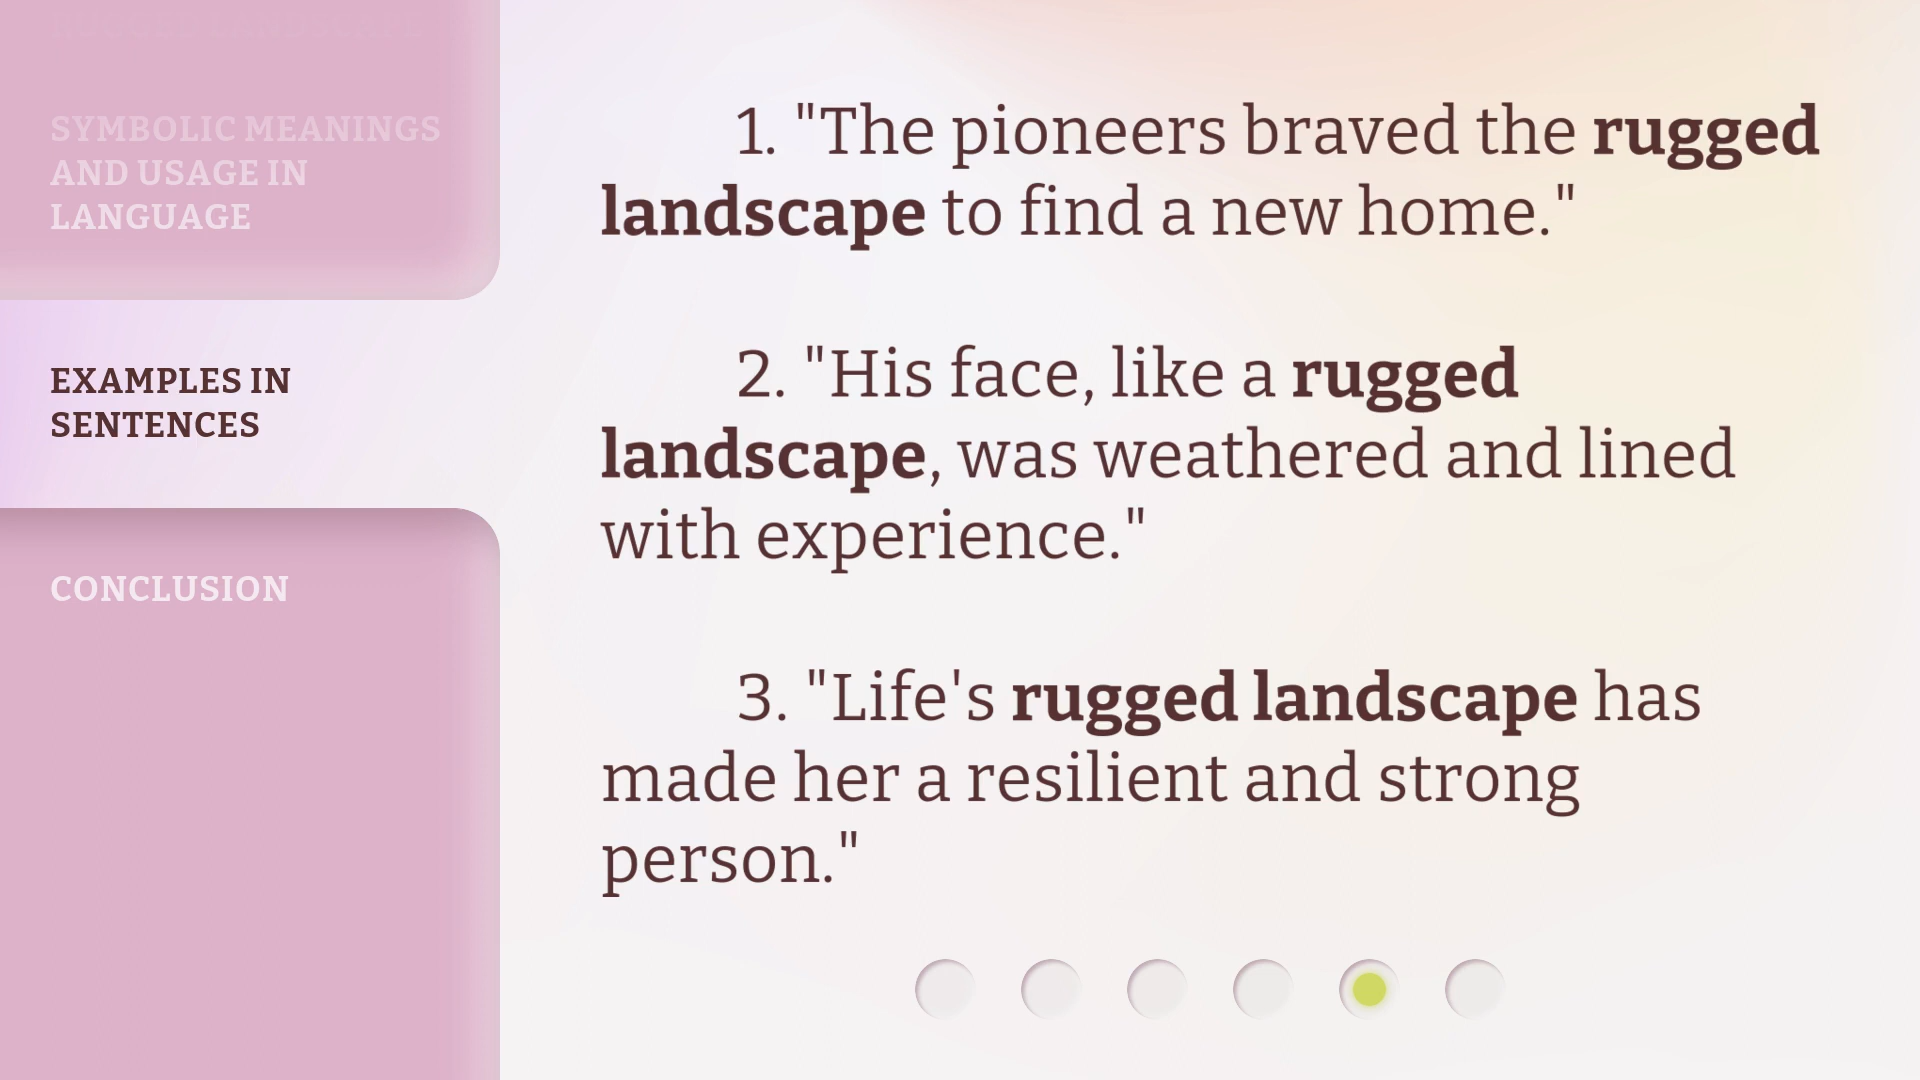 RUGGED LANDSCAPE
SYMBOLIC MEANINGS
AND USAGE IN
LANGUAGE
EXAMPLES IN
SENTENCES
CONCLUSION
1. "The pioneers braved the rugged
landscape to find a new home."
2. "His face, like a rugged
landscape, was weathered and lined
with experience."
3. "Life's rugged landscape has
made her a resilient and strong
person."